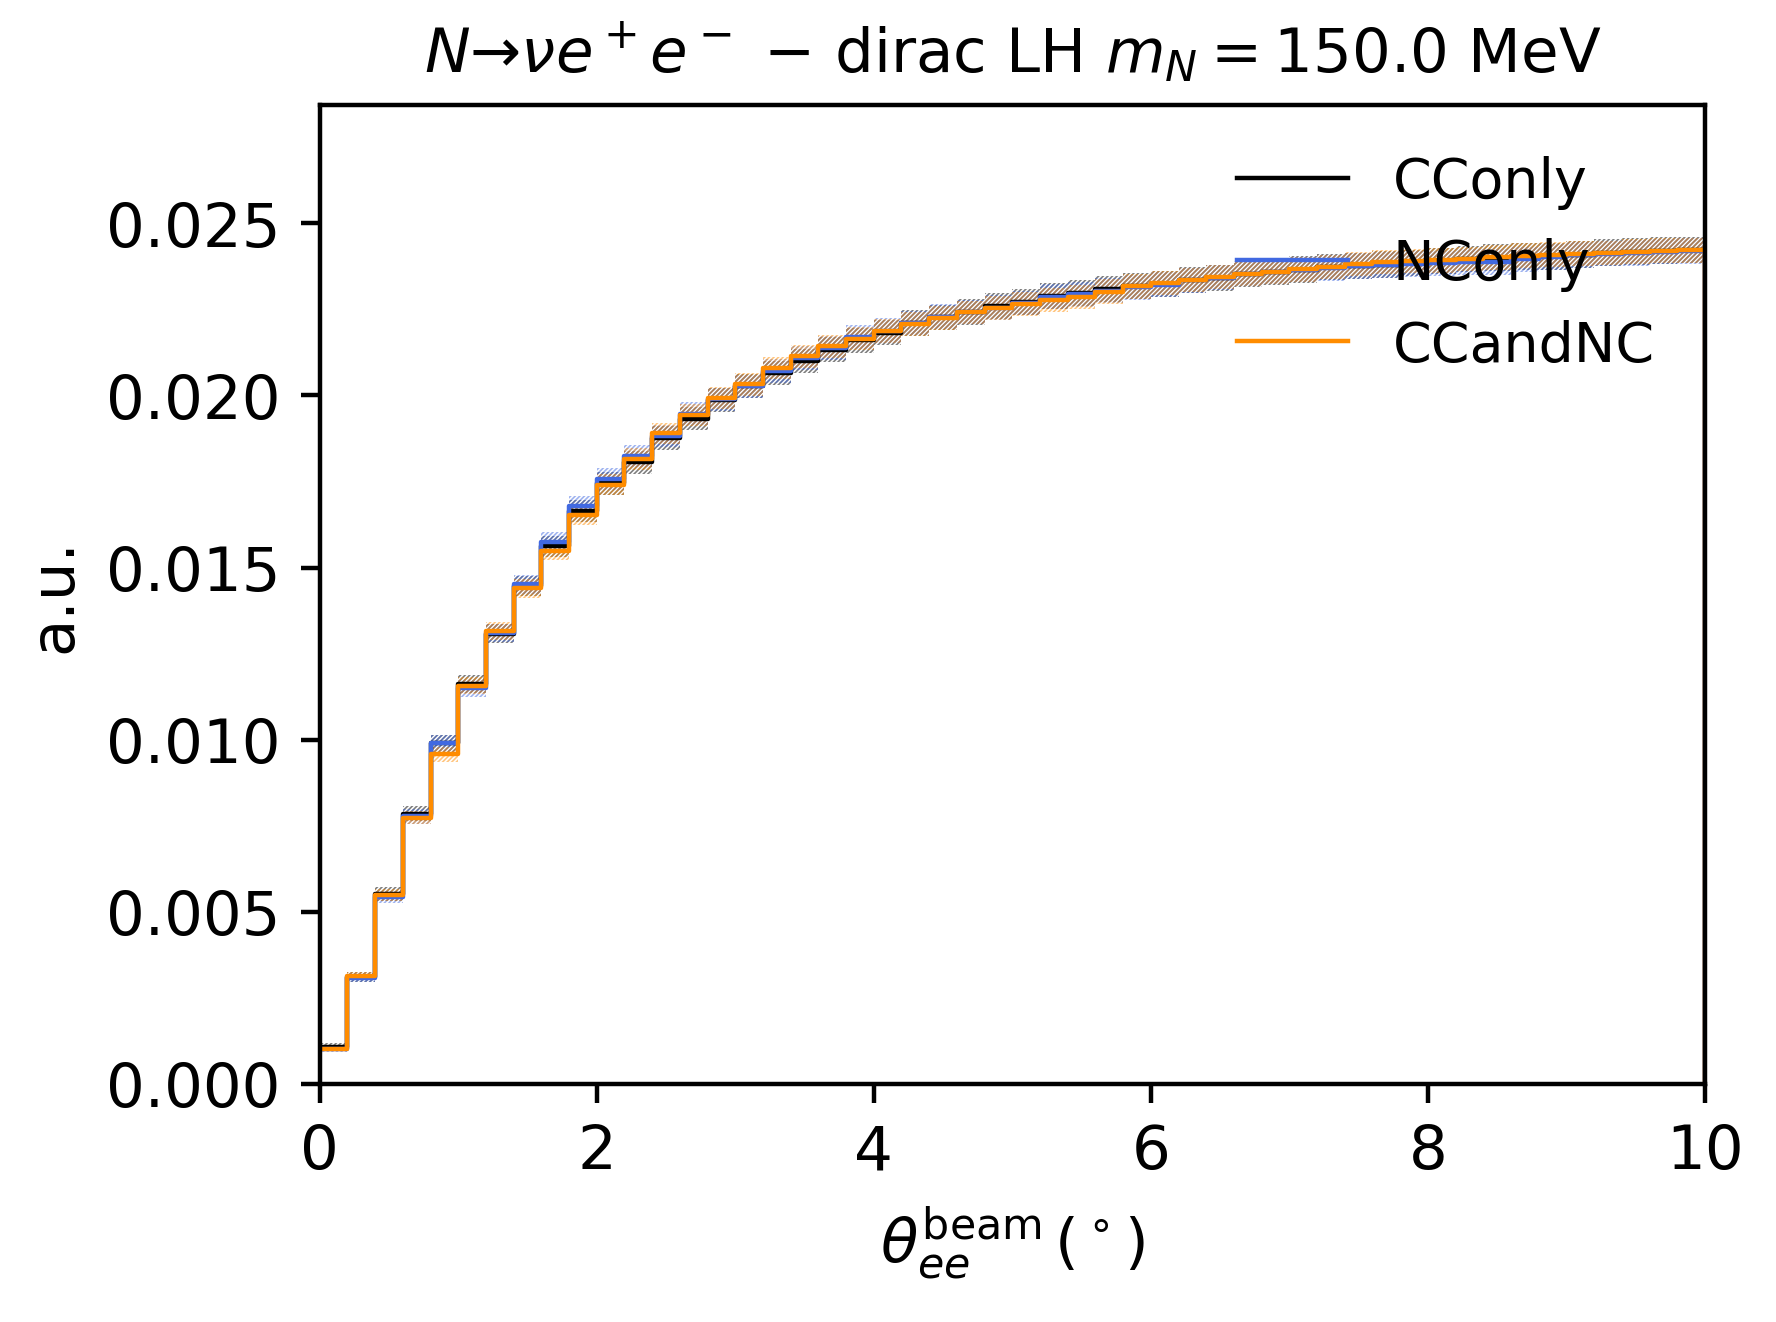 N→νe⁺e⁻ − dirac LH m_N = 150.0 MeV
CConly
NConly
CCandNC
a.u.
0.025
0.020
0.015
0.010
0.005
0.000
0 2 4 6 8 10
θ_ee^beam (°)